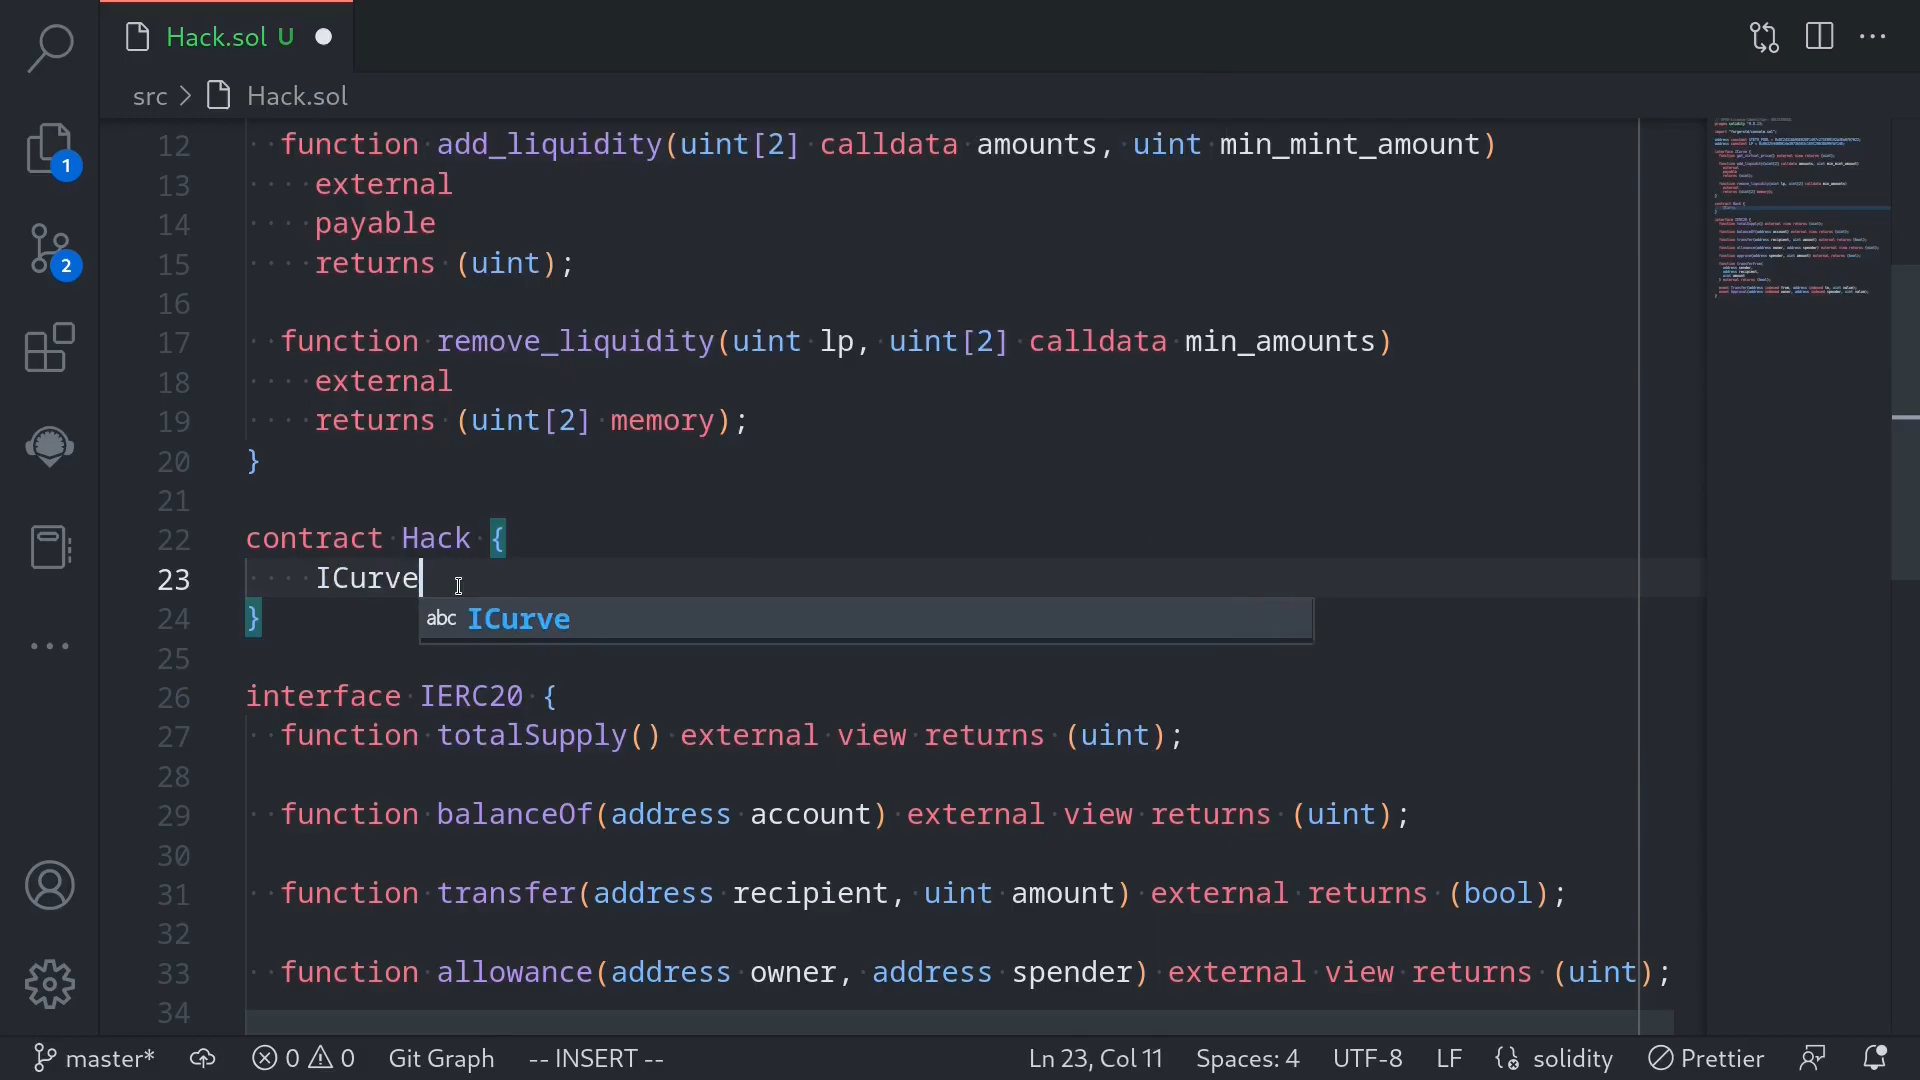 Hack.sol U
src > Hack.sol
12 function add_liquidity(uint[2] calldata amounts, uint min_mint_amount)
13 external
14 payable
15 returns (uint);
16
17 function remove_liquidity(uint lp, uint[2] calldata min_amounts)
18 external
19 returns (uint[2] memory);
20 }
21
22 contract Hack {
23 ICurve
24 }
abc ICurve
25
26 interface IERC20 {
27 function totalSupply() external view returns (uint);
28
29 function balanceOf(address account) external view returns (uint);
30
31 function transfer(address recipient, uint amount) external returns (bool);
32
33 function allowance(address owner, address spender) external view returns (uint);
34
1
2
master* 0 0 Git Graph -- INSERT -- Ln 23, Col 11 Spaces: 4 UTF-8 LF solidity Prettier